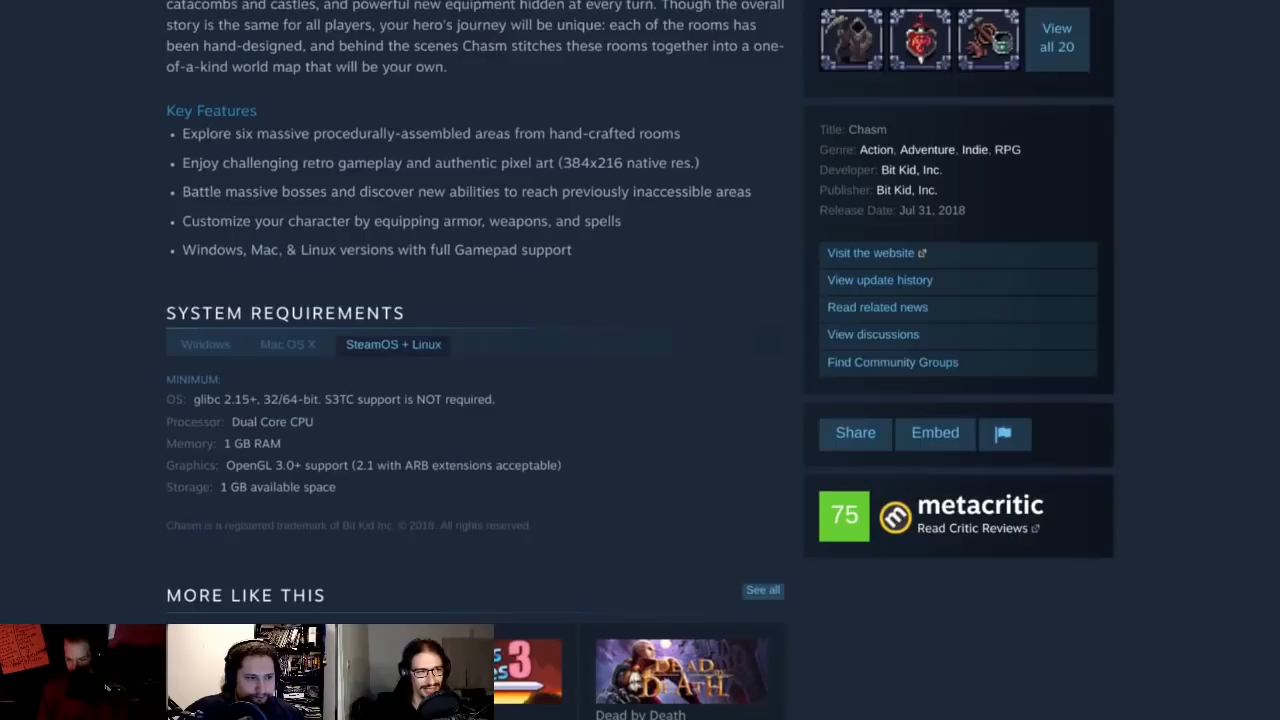 catacombs and castles, and powerful new equipment hidden at every turn. Though the overall
story is the same for all players, your hero's journey will be unique: each of the rooms has
been hand-designed, and behind the scenes Chasm stitches these rooms together into a one-
of-a-kind world map that will be your own.
Key Features
• Explore six massive procedurally-assembled areas from hand-crafted rooms
• Enjoy challenging retro gameplay and authentic pixel art (384x216 native res.)
• Battle massive bosses and discover new abilities to reach previously inaccessible areas
• Customize your character by equipping armor, weapons, and spells
• Windows, Mac, & Linux versions with full Gamepad support
SYSTEM REQUIREMENTS
Windows Mac OS X SteamOS + Linux
MINIMUM:
OS: glibc 2.15+, 32/64-bit. S3TC support is NOT required.
Processor: Dual Core CPU
Memory: 1 GB RAM
Graphics: OpenGL 3.0+ support (2.1 with ARB extensions acceptable)
Storage: 1 GB available space
Chasm is a registered trademark of Bit Kid Inc. © 2018. All rights reserved.
MORE LIKE THIS
See all
3
DEAD BY DEATH
Dead by Death
View
all 20
Title: Chasm
Genre: Action, Adventure, Indie, RPG
Developer: Bit Kid, Inc.
Publisher: Bit Kid, Inc.
Release Date: Jul 31, 2018
Visit the website
View update history
Read related news
View discussions
Find Community Groups
Share Embed
75
metacritic
Read Critic Reviews